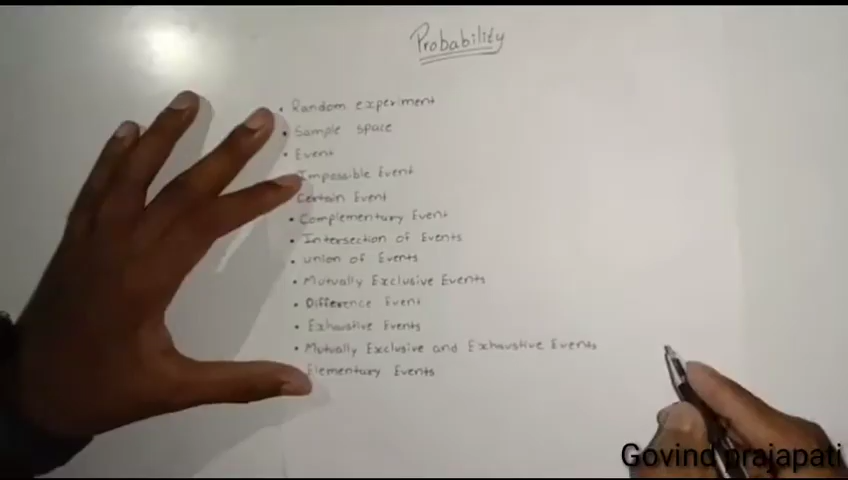 Probability
• Random experiment
• Sample space
• Event
Impossible Event
Certain Event
• Complementary Event
• Intersection of Events
• union of Events
• Mutually Exclusive Events
• Difference Event
• Exhaustive Events
• Mutually Exclusive and Exhaustive Events
Elementary Events
Govind prajapati